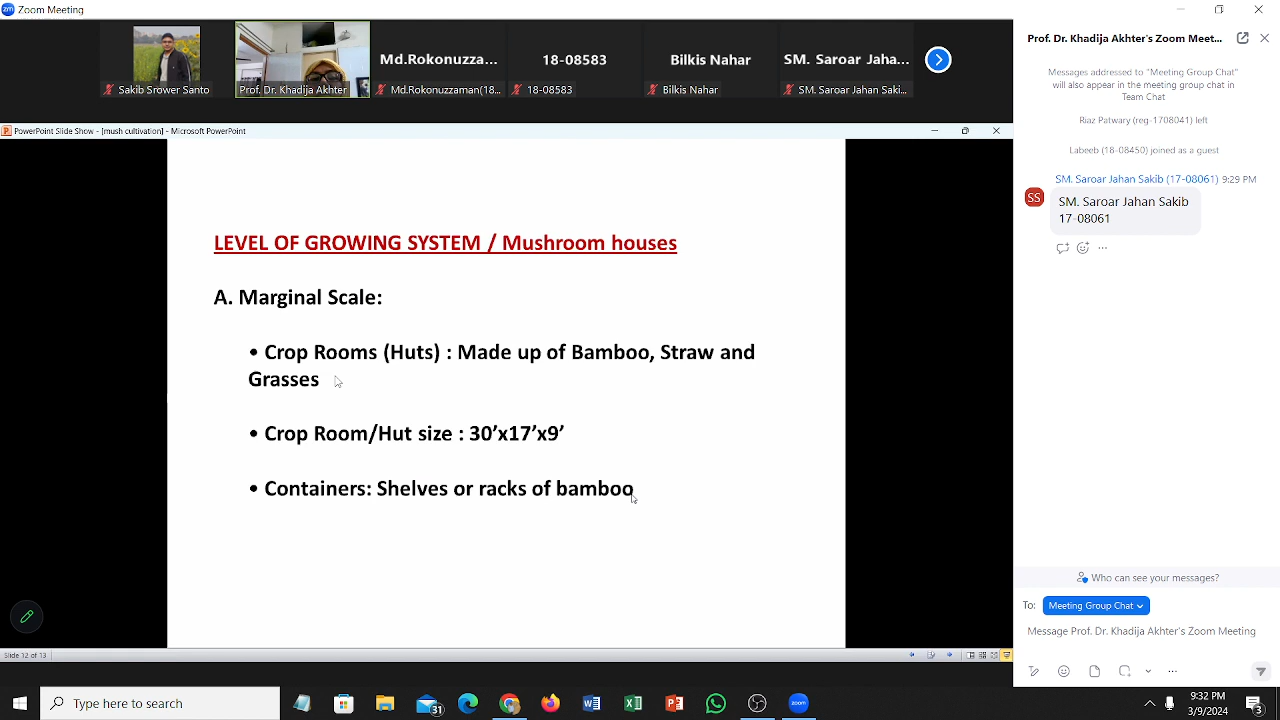 Zoom Meeting
Sakib Srower Santo
Prof. Dr. Khadija Akhter
Md.Rokonuzza...
Md.Rokonuzzaman(18...
18-08583
18-08583
Bilkis Nahar
Bilkis Nahar
SM. Saroar Jaha...
SM. Saroar Jahan Saki...
PowerPoint Slide Show - [mush cultivation] - Microsoft PowerPoint
LEVEL OF GROWING SYSTEM / Mushroom houses
A. Marginal Scale:
• Crop Rooms (Huts) : Made up of Bamboo, Straw and
Grasses
• Crop Room/Hut size : 30’x17’x9’
• Containers: Shelves or racks of bamboo
Slide 12 of 13
Prof. Dr. Khadija Akhter's Zoom Meet...
Messages addressed to "Meeting Group Chat"
will also appear in the meeting group chat in
Team Chat
Riaz Patwary (reg-1708041) left
Labeeb (18-08450) joined as a guest
SM. Saroar Jahan Sakib (17-08061) 9:29 PM
SS
SM. Saroar Jahan Sakib
17-08061
Who can see your messages?
To: Meeting Group Chat
Message Prof. Dr. Khadija Akhter's Zoom Meeting
Type here to search
31
zoom
9:32 PM
3/9/2024
3